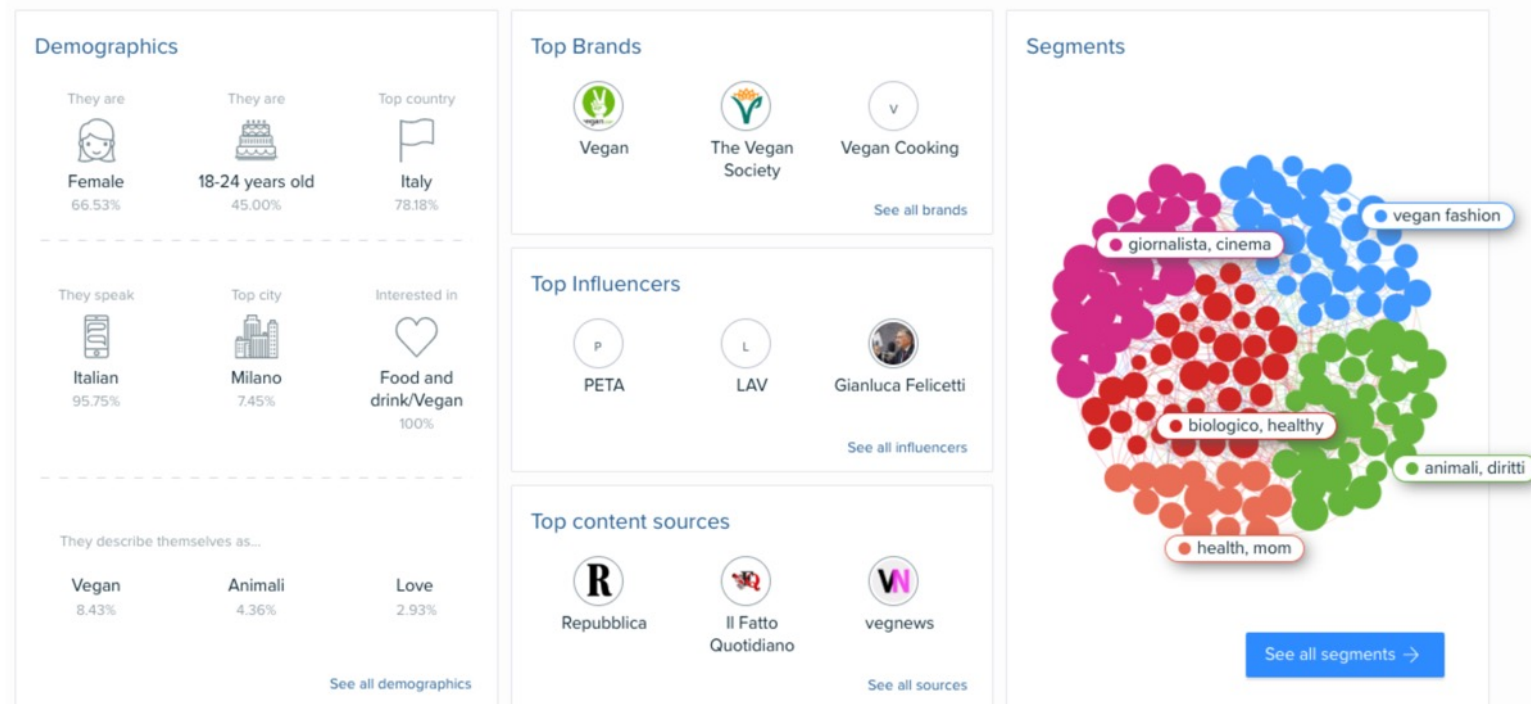 Demographics
They are
Female
66.53%
They are
18-24 years old
45.00%
Top country
Italy
78.18%
They speak
Italian
95.75%
Top city
Milano
7.45%
Interested in
Food and
drink/Vegan
100%
They describe themselves as...
Vegan
8.43%
Animali
4.36%
Love
2.93%
See all demographics
Top Brands
Vegan
The Vegan
Society
V
Vegan Cooking
See all brands
Top Influencers
P
PETA
L
LAV
Gianluca Felicetti
See all influencers
Top content sources
R
Repubblica
Il Fatto
Quotidiano
VN
vegnews
See all sources
Segments
vegan fashion
giornalista, cinema
biologico, healthy
animali, diritti
health, mom
See all segments →